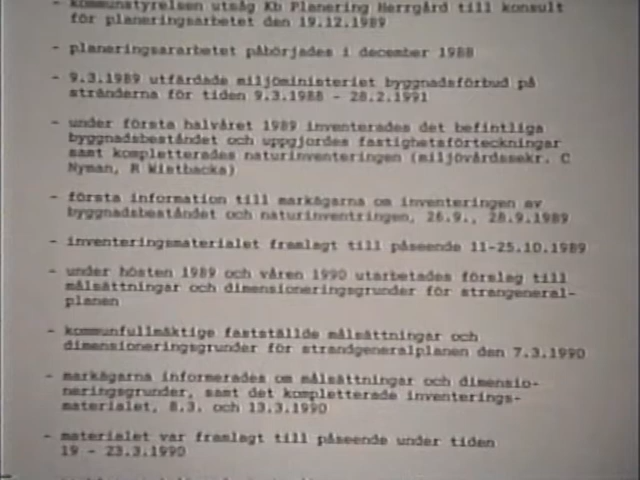 - kommunstyrelsen utsåg Kb Planering Herrgård till konsult
för planeringsarbetet den 19.12.1989
- planeringsararbetet påbörjades i december 1988
- 9.3.1989 utfärdade miljöministeriet byggnadsförbud på
stränderna för tiden 9.3.1988 - 28.2.1991
- under första halvåret 1989 inventerades det befintliga
byggnadsbeståndet och uppgjordes fastighetsförteckningar
samt kompletterades naturinventeringen (miljövårdssekr. C
Nyman, R Wistbacka)
- första information till markägarna om inventeringen av
byggnadsbeståndet och naturinventringen, 26.9., 28.9.1989
- inventeringsmaterialet framlagt till påseende 11-25.10.1989
- under hösten 1989 och våren 1990 utarbetades förslag till
målsättningar och dimensioneringsgrunder för strangeneral-
planen
- kommunfullmäktige fastställde målsättningar och
dimensioneringsgrunder för strandgeneralplanen den 7.3.1990
- markägarna informerades om målsättningar och dimensio-
neringsgrunder, samt det kompletterade inventerings-
materialet, 8.3. och 13.3.1990
- materialet var framlagt till påseende under tiden
19 - 23.3.1990